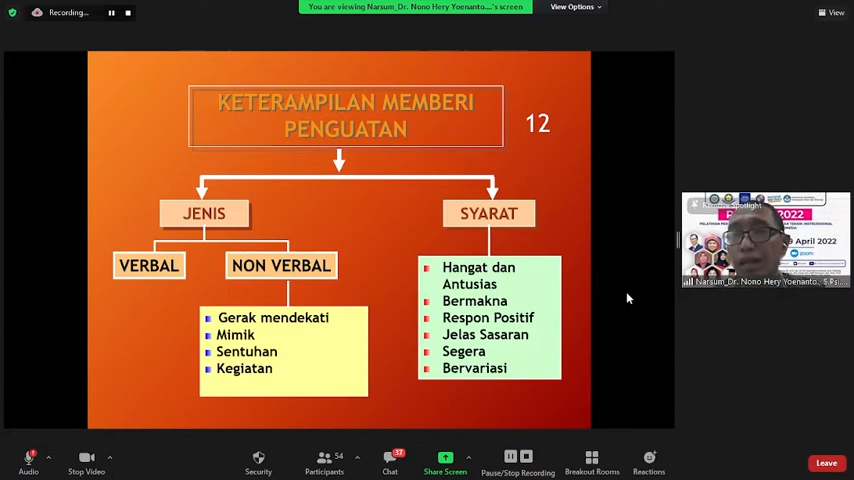 Recording...
You are viewing Narsum_Dr. Nono Hery Yoenanto....'s screen
View Options
View
KETERAMPILAN MEMBERI
PENGUATAN
12
JENIS
SYARAT
VERBAL
NON VERBAL
Gerak mendekati
Mimik
Sentuhan
Kegiatan
Hangat dan
Antusias
Bermakna
Respon Positif
Jelas Sasaran
Segera
Bervariasi
2022
April 2022
zoom
Narsum_Dr. Nono Hery Yoenanto., S.Psi....
Audio
Stop Video
Security
54
Participants
37
Chat
Share Screen
Pause/Stop Recording
Breakout Rooms
Reactions
Leave